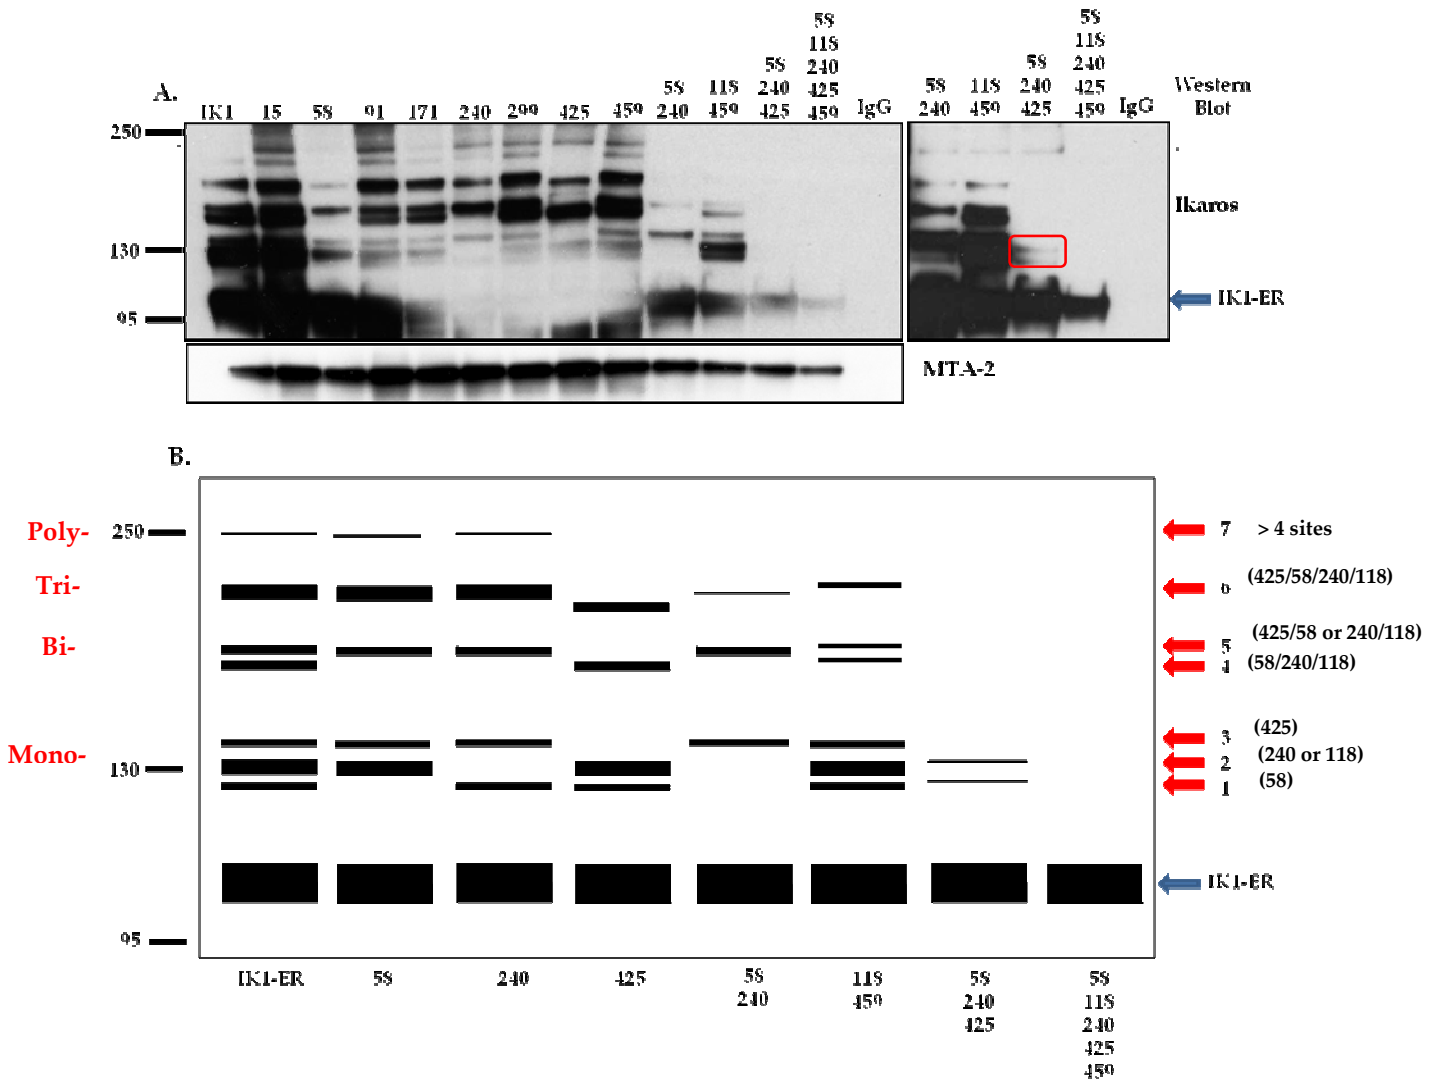 A.
IK1 15 58 91 171 240 299 425 459
58
240
118
459
58
240
425
58
118
240
425
459
IgG
58
240
118
459
58
240
425
58
118
240
425
459
IgG
Western
Blot
250
130
95
Ikaros
IK1-ER
MTA-2
B.
Poly- 250 7 > 4 sites
Tri- 6 (425/58/240/118)
Bi- 5 (425/58 or 240/118)
4 (58/240/118)
3 (425)
Mono- 130 2 (240 or 118)
1 (58)
IK1-ER
95
IK1-ER 58 240 425
58
240
118
459
58
240
425
58
118
240
425
459